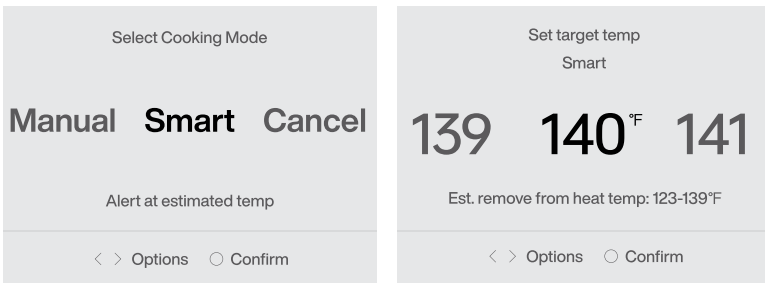 Select Cooking Mode
Manual Smart Cancel
Alert at estimated temp
< > Options ○ Confirm
Set target temp
Smart
139 140°F 141
Est. remove from heat temp: 123-139°F
< > Options ○ Confirm